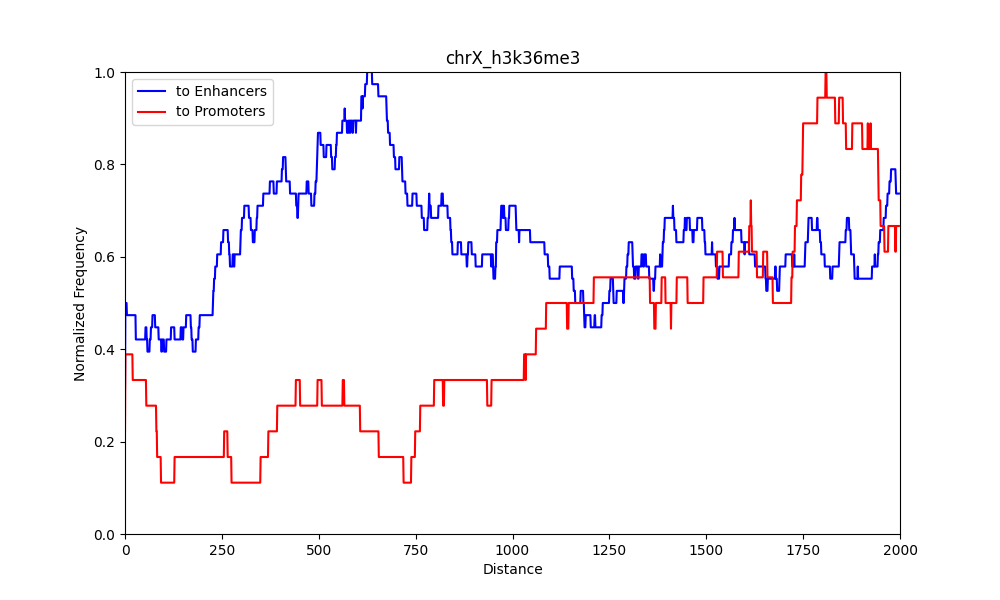 chrX_h3k36me3
to Enhancers
to Promoters
Normalized Frequency
1.0
0.8
0.6
0.4
0.2
0.0
0 250 500 750 1000 1250 1500 1750 2000
Distance